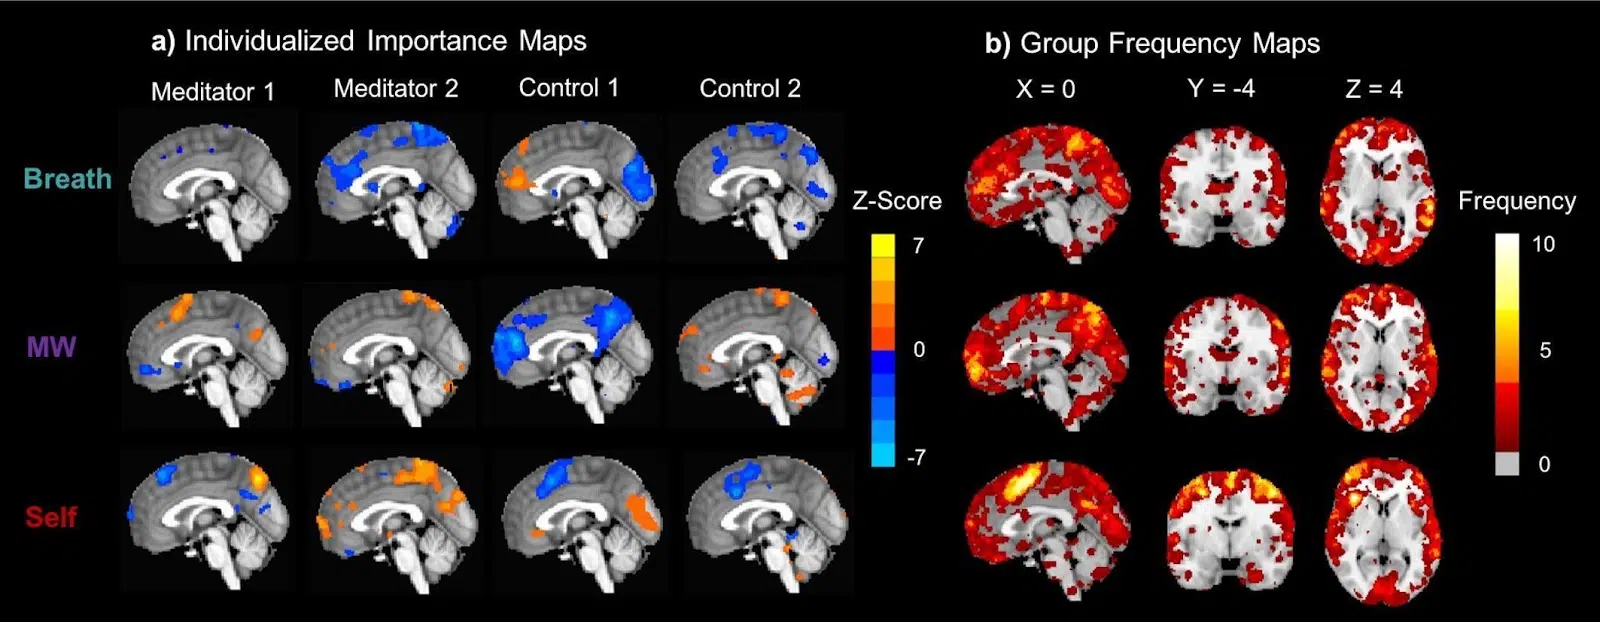 a) Individualized Importance Maps
Meditator 1 Meditator 2 Control 1 Control 2
Breath
MW
Self
Z-Score
7
0
-7
b) Group Frequency Maps
X = 0 Y = -4 Z = 4
Frequency
10
5
0